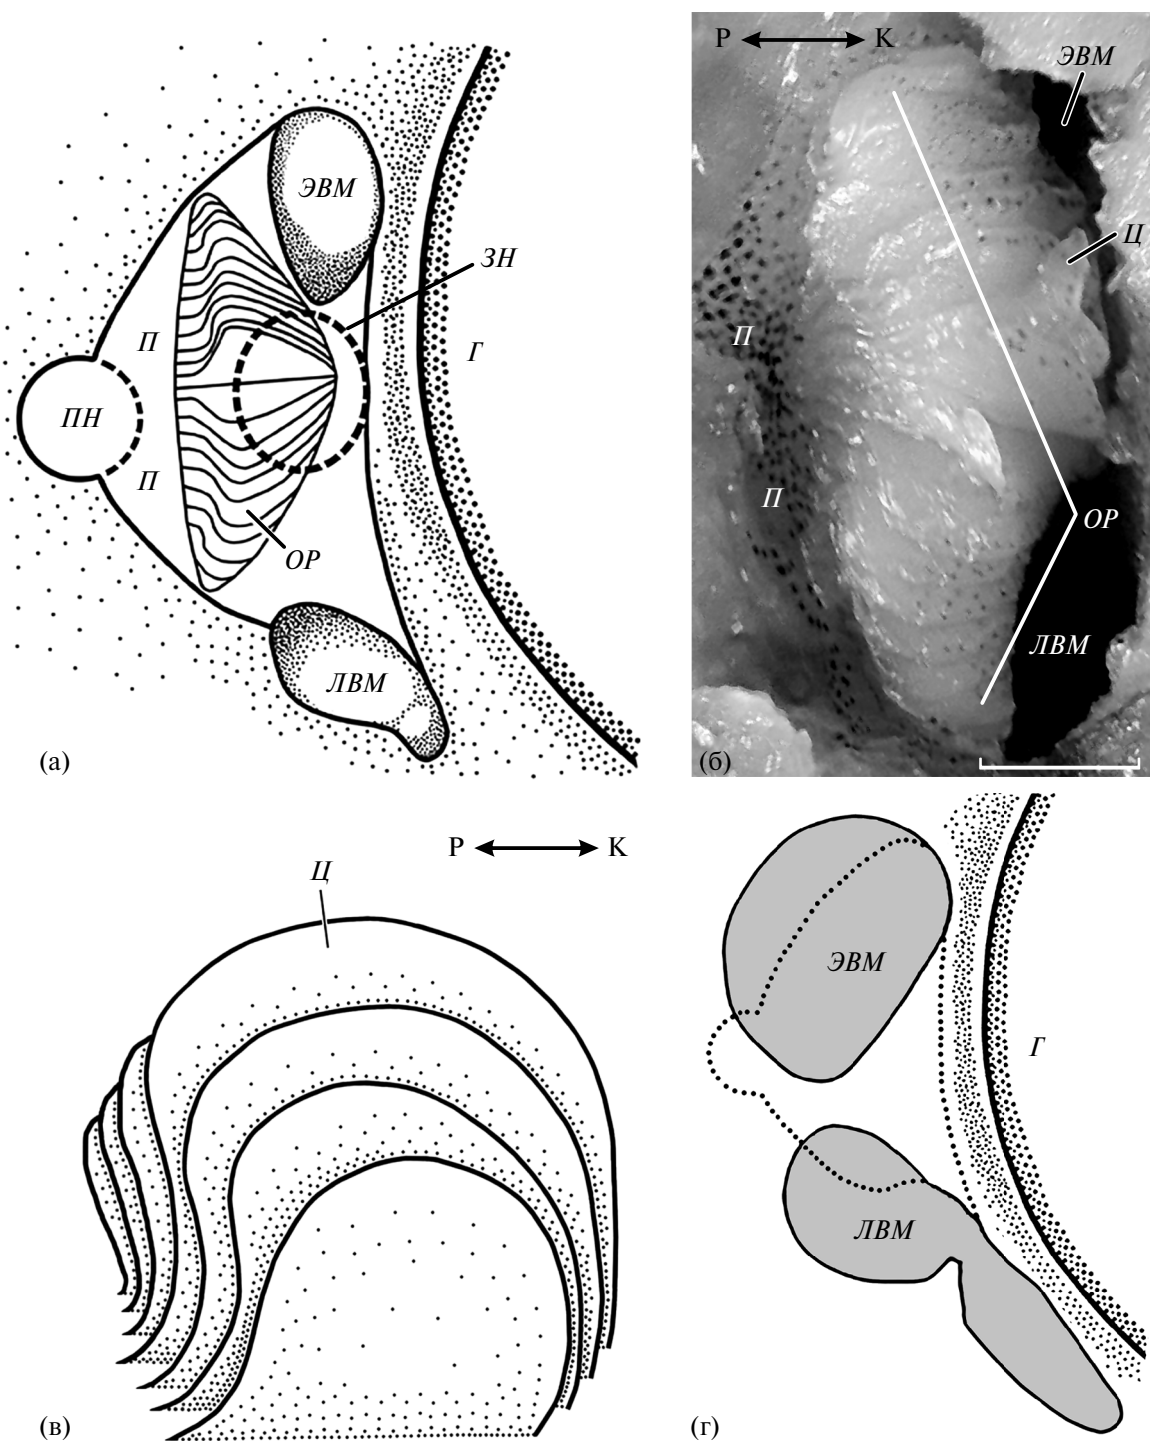 ЭВМ
ЗН
П
Г
ПН
П
ОР
ЛВМ
(а)
Р К
ЭВМ
Ц
П
П
ОР
ЛВМ
(б)
Р К
Ц
(в)
ЭВМ
Г
ЛВМ
(г)